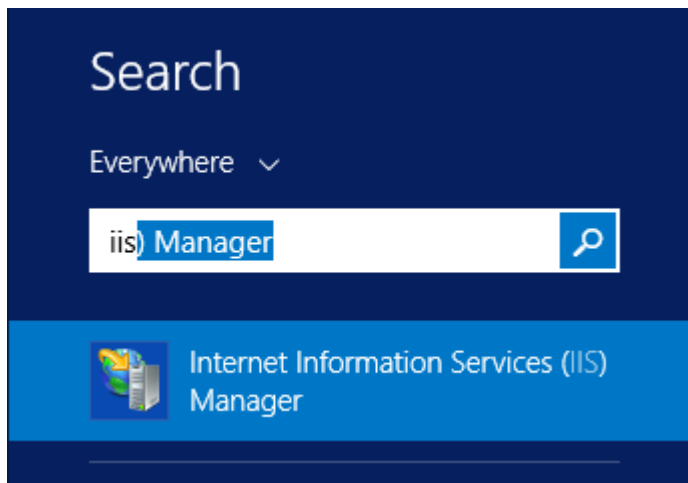 Search
Everywhere
iis) Manager
Internet Information Services (IIS)
Manager